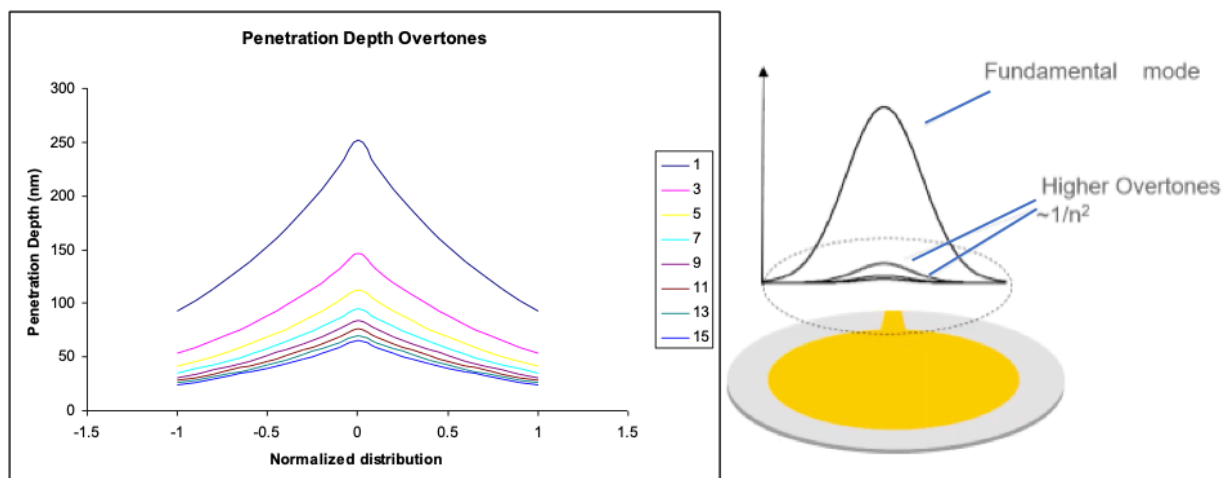 Penetration Depth Overtones
Penetration Depth (nm)
300
250
200
150
100
50
0
-1.5 -1 -0.5 0 0.5 1 1.5
Normalized distribution
1
3
5
7
9
11
13
15
Fundamental mode
Higher Overtones
~1/n²